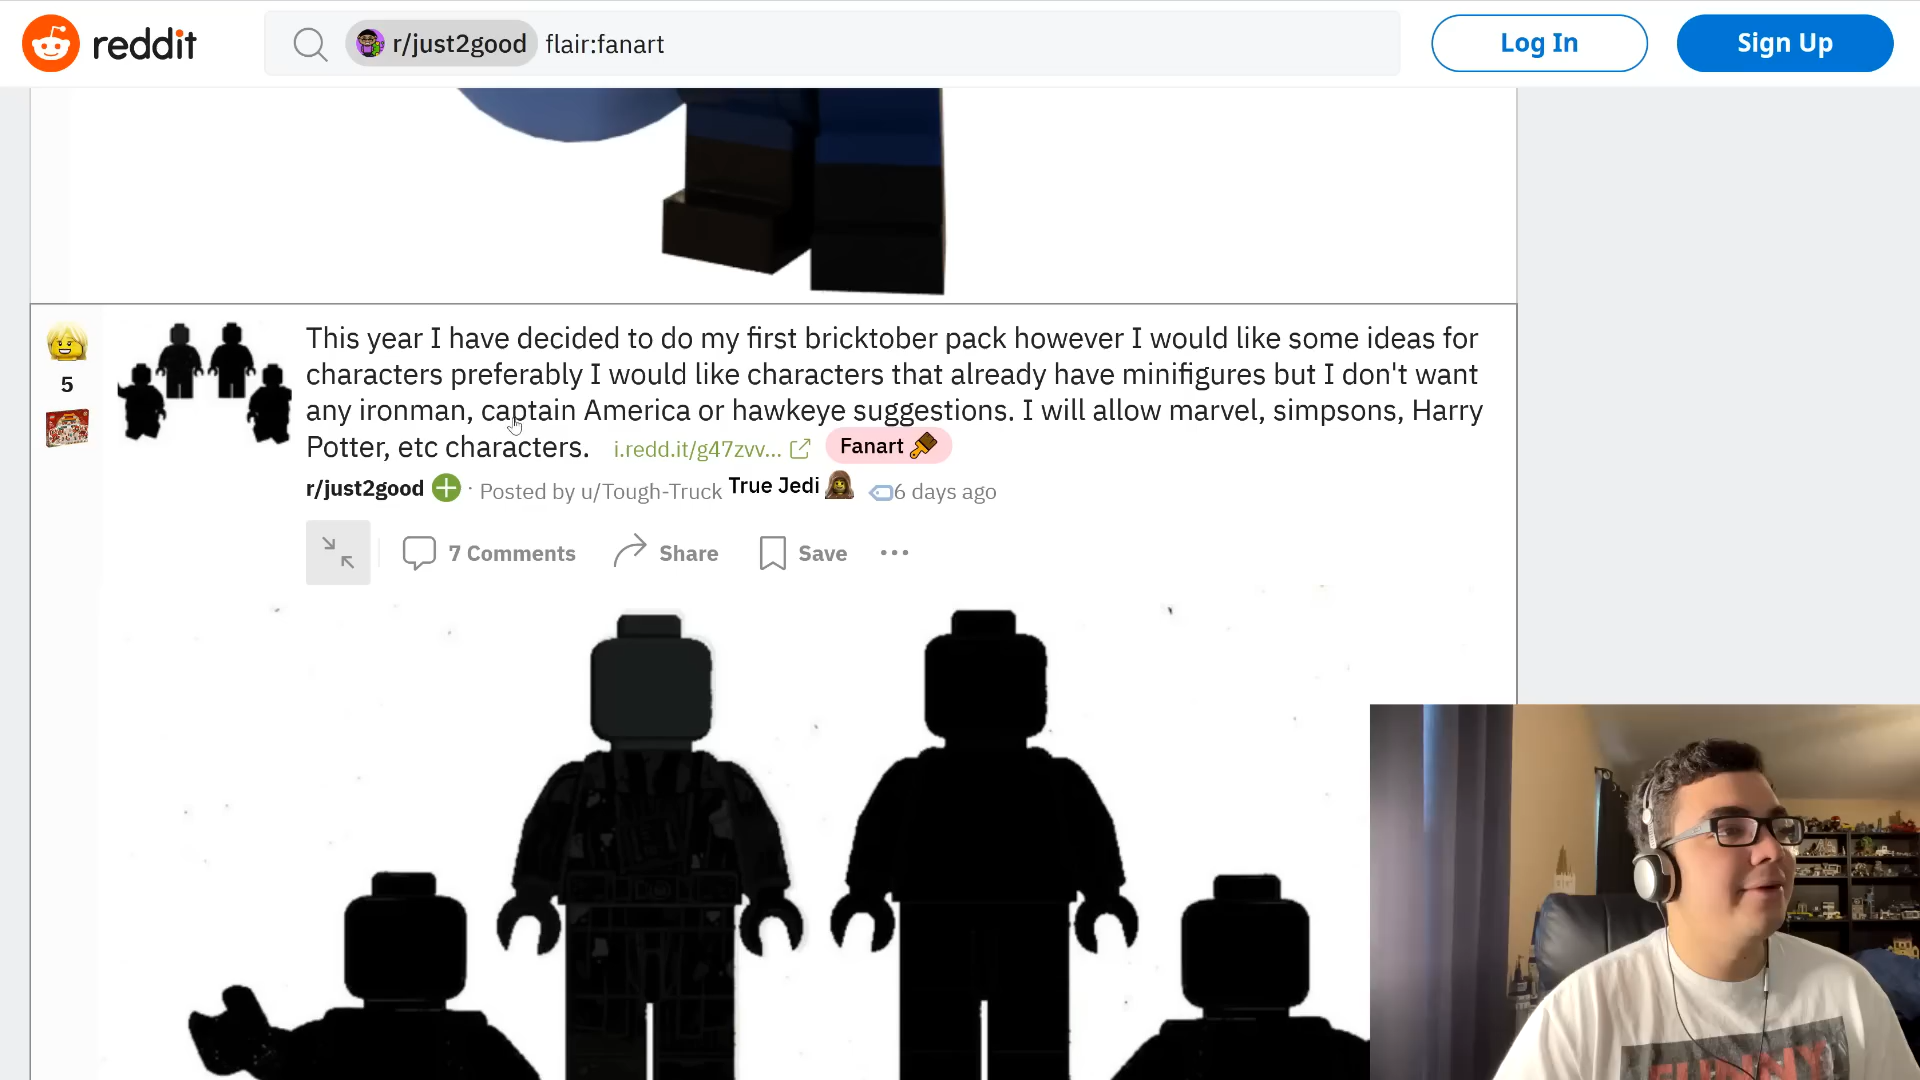 reddit
r/just2good flair:fanart
Log In
Sign Up
This year I have decided to do my first bricktober pack however I would like some ideas for
characters preferably I would like characters that already have minifigures but I don't want
any ironman, captain America or hawkeye suggestions. I will allow marvel, simpsons, Harry
Potter, etc characters. i.redd.it/g47zvv... Fanart
5
r/just2good · Posted by u/Tough-Truck True Jedi 6 days ago
7 Comments Share Save
FUNNY